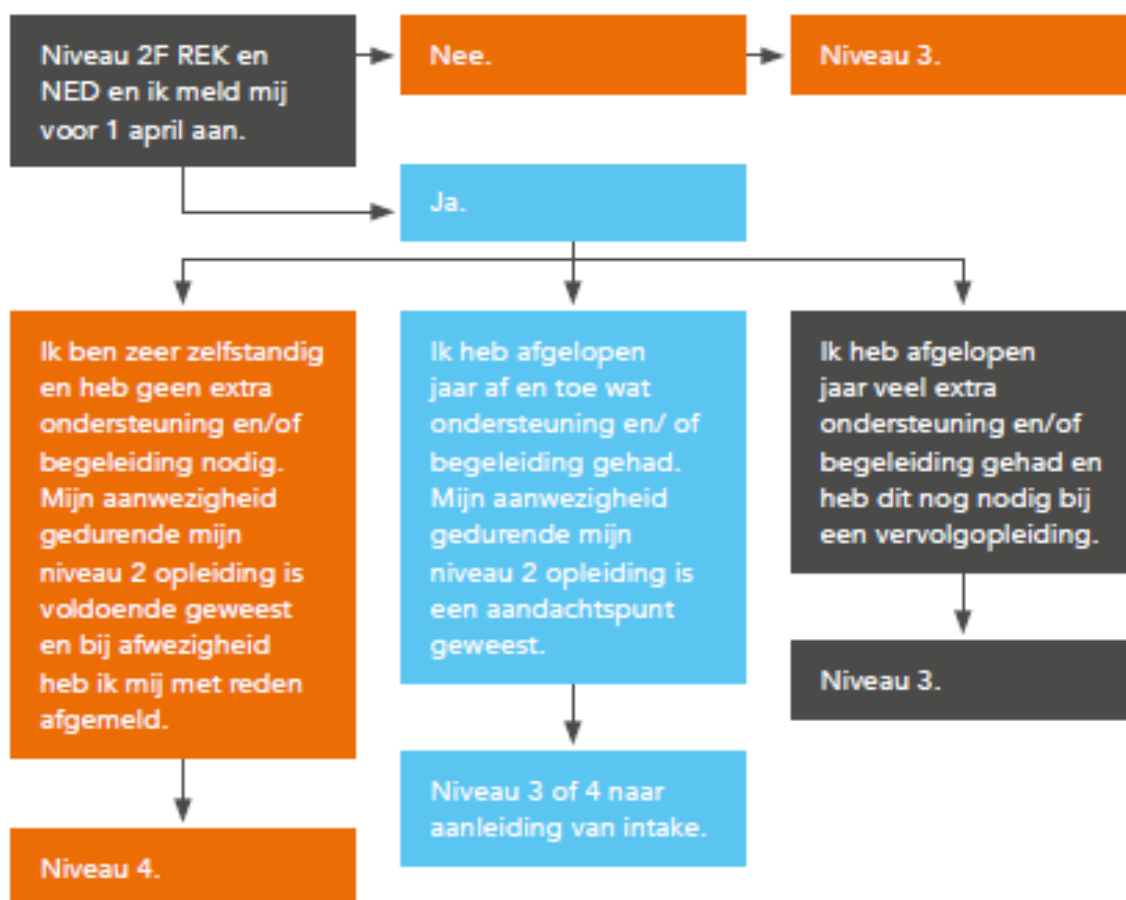 Niveau 2F REK en
NED en ik meld mij
voor 1 april aan.
Nee.
Niveau 3.
Ja.
Ik ben zeer zelfstandig
en heb geen extra
ondersteuning en/of
begeleiding nodig.
Mijn aanwezigheid
gedurende mijn
niveau 2 opleiding is
voldoende geweest
en bij afwezigheid
heb ik mij met reden
afgemeld.
Niveau 4.
Ik heb afgelopen
jaar af en toe wat
ondersteuning en/ of
begeleiding gehad.
Mijn aanwezigheid
gedurende mijn
niveau 2 opleiding is
een aandachtspunt
geweest.
Niveau 3 of 4 naar
aanleiding van intake.
Ik heb afgelopen
jaar veel extra
ondersteuning en/of
begeleiding gehad en
heb dit nog nodig bij
een vervolgopleiding.
Niveau 3.